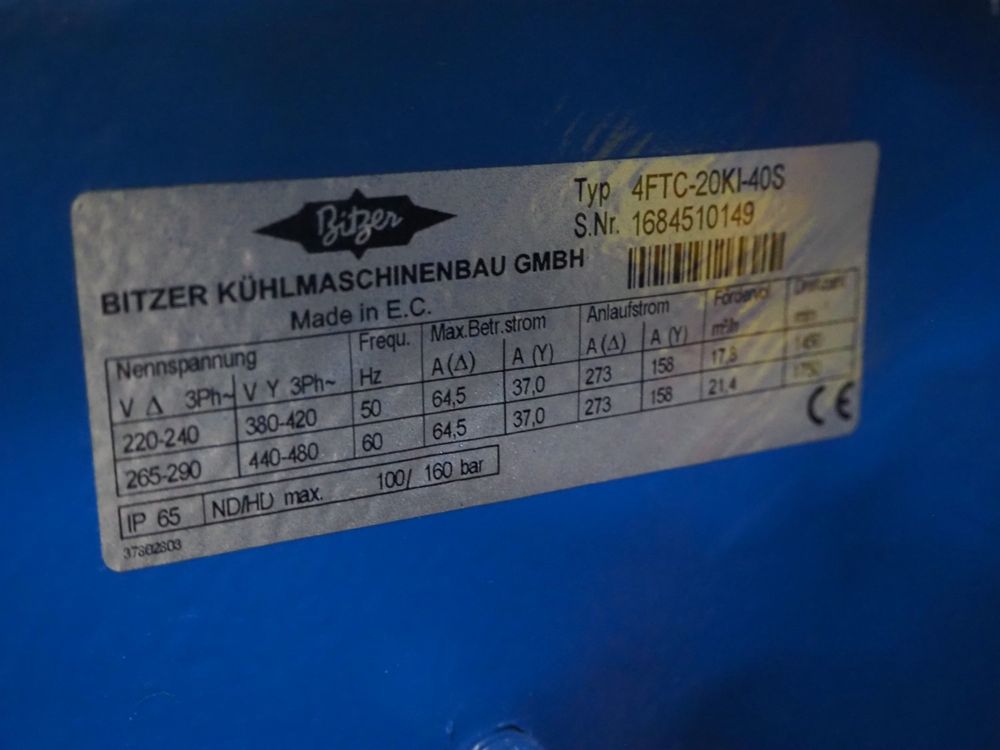 Bitzer
Typ 4FTC-20KI-40S
S.Nr. 1684510149
BITZER KÜHLMASCHINENBAU GMBH
Made in E.C.
Nennspannung Frequ. Max.Betr.strom Anlaufstrom
V Δ 3Ph~ V Y 3Ph~ Hz A (Δ) A (Y) A (Δ) A (Y) m³/h
220-240 380-420 50 64,5 37,0 273 158 17,8
265-290 440-480 60 64,5 37,0 273 158 21,4
IP 65 ND/HD max. 100/ 160 bar
CE